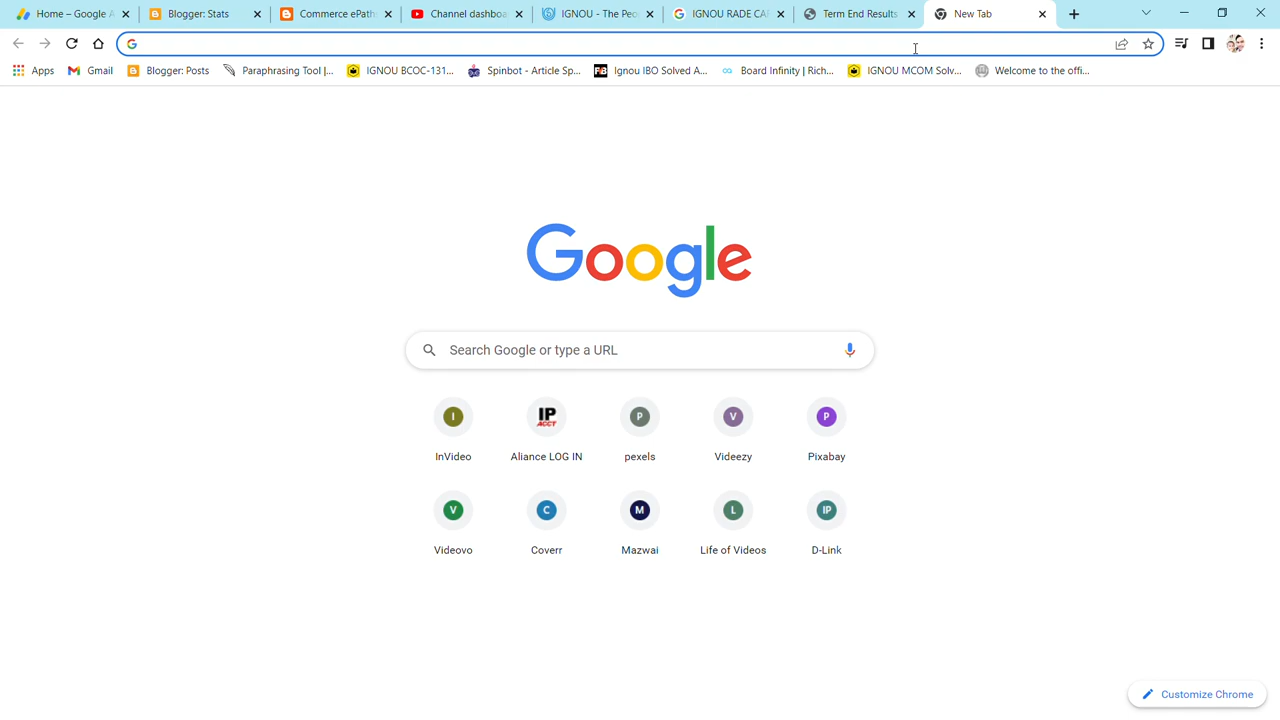 Home – Google A
Blogger: Stats
Commerce ePaths
Channel dashboa
IGNOU - The Peo
IGNOU RADE CAR
Term End Results
New Tab
Apps
Gmail
Blogger: Posts
Paraphrasing Tool |...
IGNOU BCOC-131...
Spinbot - Article Sp...
Ignou IBO Solved A...
Board Infinity | Rich...
IGNOU MCOM Solv...
Welcome to the offi...
Google
Search Google or type a URL
InVideo
Aliance LOG IN
pexels
Videezy
Pixabay
Videovo
Coverr
Mazwai
Life of Videos
D-Link
Customize Chrome